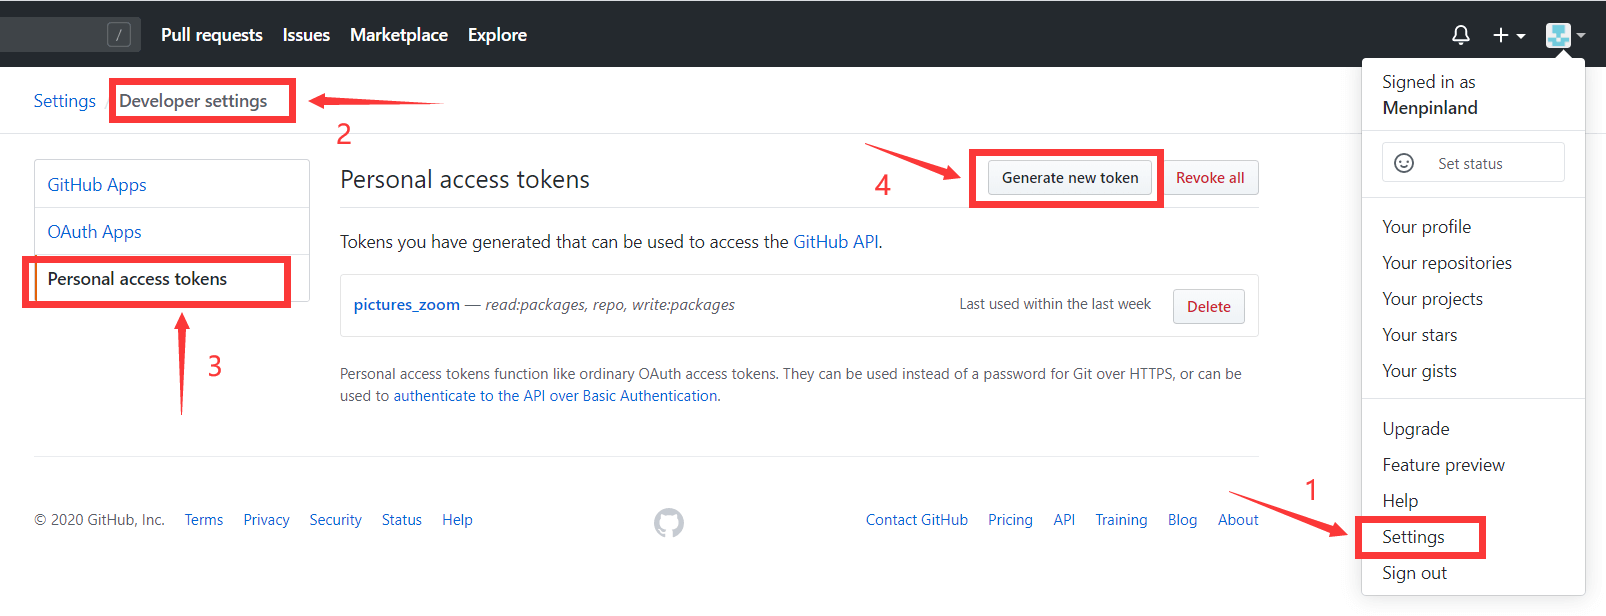 / Pull requests Issues Marketplace Explore
Settings / Developer settings
2
GitHub Apps
OAuth Apps
Personal access tokens
3
Personal access tokens
4
Generate new token
Revoke all
Tokens you have generated that can be used to access the GitHub API.
pictures_zoom — read:packages, repo, write:packages
Last used within the last week
Delete
Personal access tokens function like ordinary OAuth access tokens. They can be used instead of a password for Git over HTTPS, or can be
used to authenticate to the API over Basic Authentication.
Signed in as
Menpinland
Set status
Your profile
Your repositories
Your projects
Your stars
Your gists
Upgrade
Feature preview
Help
1
Settings
Sign out
© 2020 GitHub, Inc. Terms Privacy Security Status Help
Contact GitHub Pricing API Training Blog About